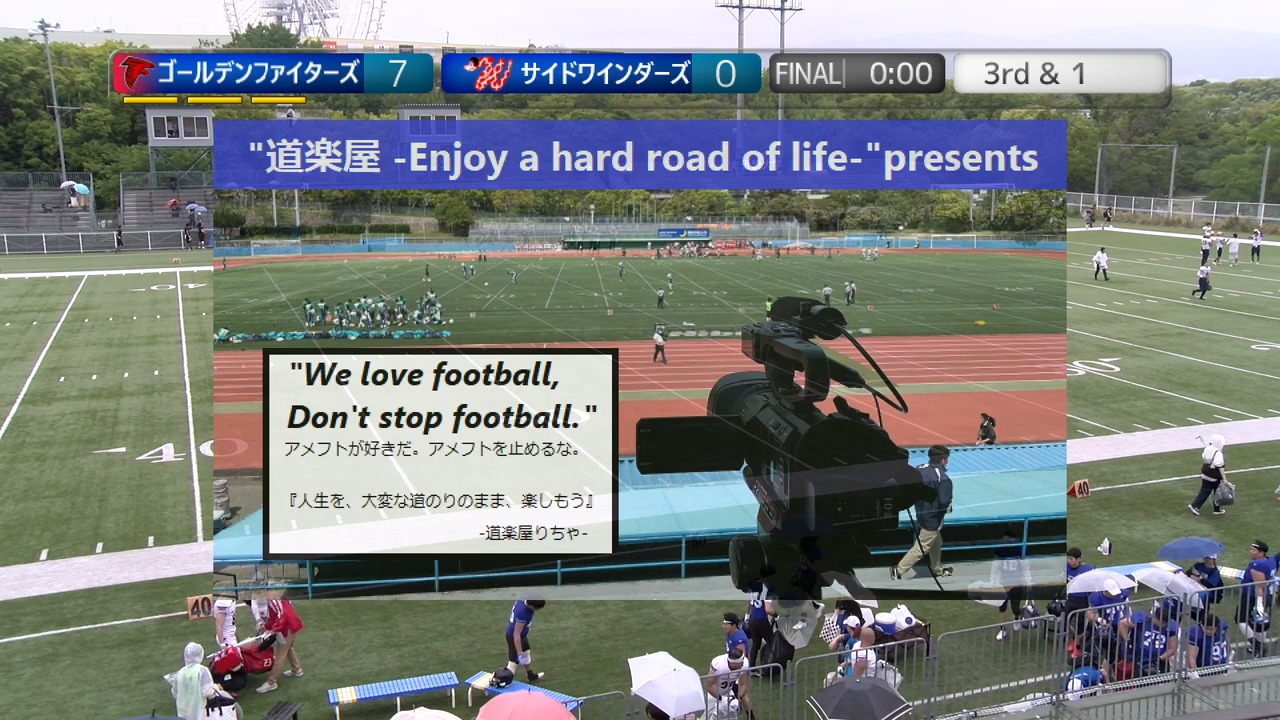 ゴールデンファイターズ 7 サイドワインダーズ 0 FINAL 0:00 3rd & 1
"道楽屋 -Enjoy a hard road of life-"presents
"We love football,
Don't stop football."
アメフトが好きだ。アメフトを止めるな。
『人生を、大変な道のりのまま、楽しもう』
-道楽屋りちゃ-
40
40
40